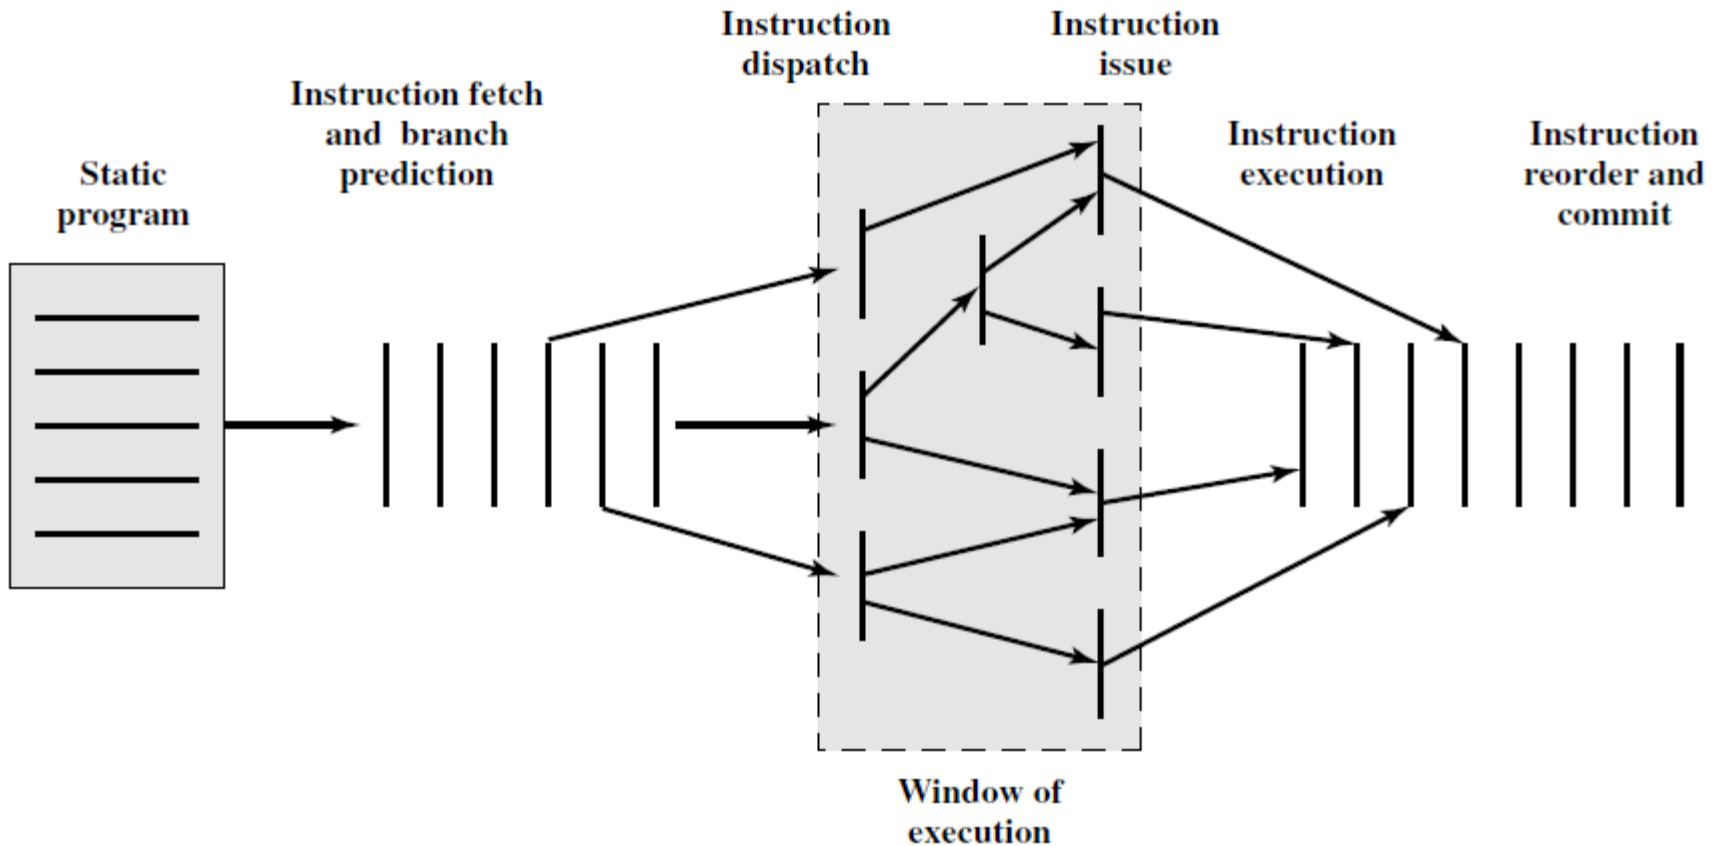 Static
program
Instruction fetch
and branch
prediction
Instruction
dispatch
Instruction
issue
Instruction
execution
Instruction
reorder and
commit
Window of
execution